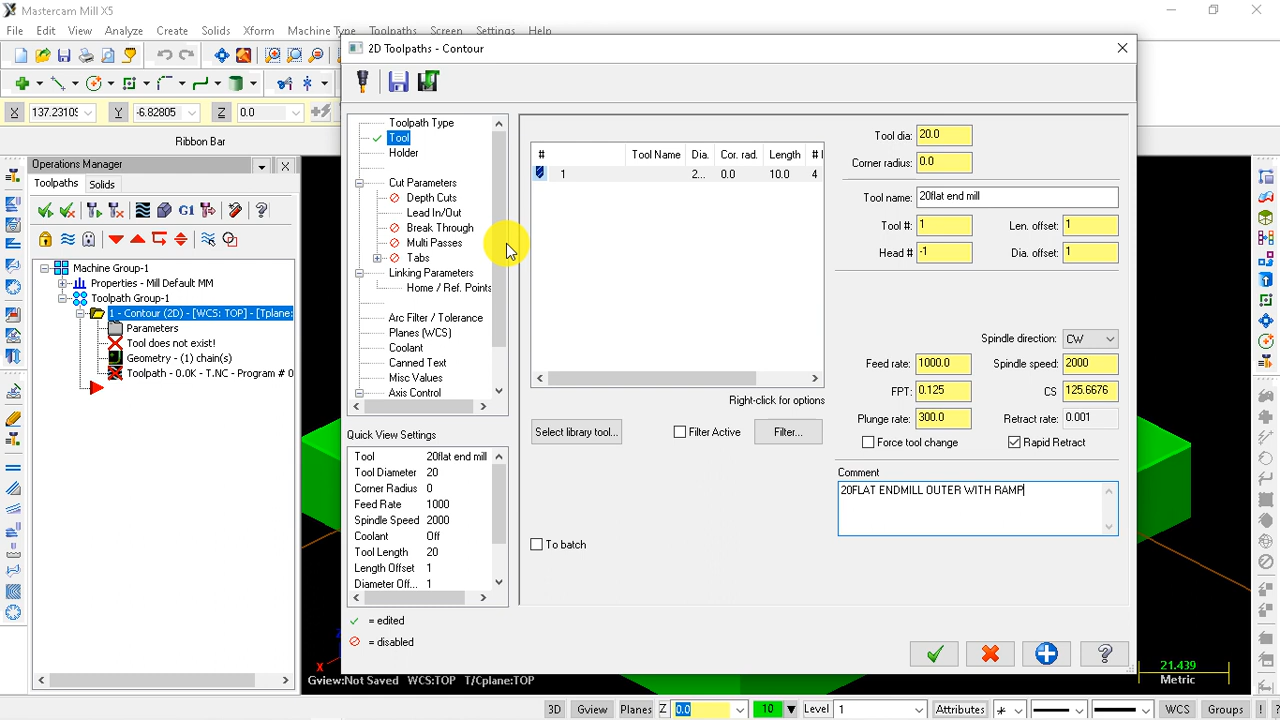 Mastercam Mill X5
File Edit View Analyze Create Solids Xform Machine Type Toolpaths Screen Settings Help
2D Toolpaths - Contour
X 137.2310 Y -6.82805 Z 0.0
Ribbon Bar
Operations Manager
Toolpaths Solids
G1
Machine Group-1
Properties - Mill Default MM
Toolpath Group-1
1 - Contour (2D) - [WCS: TOP] - [Tplane:
Parameters
Tool does not exist!
Geometry - (1) chain(s)
Toolpath - 0.0K - T.NC - Program # 0
Toolpath Type
Tool
Holder
Cut Parameters
Depth Cuts
Lead In/Out
Break Through
Multi Passes
Tabs
Linking Parameters
Home / Ref. Points
Arc Filter / Tolerance
Planes (WCS)
Coolant
Canned Text
Misc Values
Axis Control
Quick View Settings
Tool 20flat end mill
Tool Diameter 20
Corner Radius 0
Feed Rate 1000
Spindle Speed 2000
Coolant Off
Tool Length 20
Length Offset 1
Diameter Off... 1
= edited
= disabled
# Tool Name Dia. Cor. rad. Length # I
1 2... 0.0 10.0 4
Right-click for options
Select library tool... Filter Active Filter...
To batch
Tool dia: 20.0
Corner radius: 0.0
Tool name: 20flat end mill
Tool #: 1 Len. offset: 1
Head # -1 Dia. offset: 1
Spindle direction: CW
Feed rate: 1000.0 Spindle speed: 2000
FPT: 0.125 CS 125.6676
Plunge rate: 300.0 Retract rate: 0.001
Force tool change Rapid Retract
Comment
20FLAT ENDMILL OUTER WITH RAMP
X
Gview:Not Saved WCS:TOP T/Cplane:TOP
21.439
Metric
3D Gview Planes Z 0.0 10 Level 1 Attributes * WCS Groups ! ?